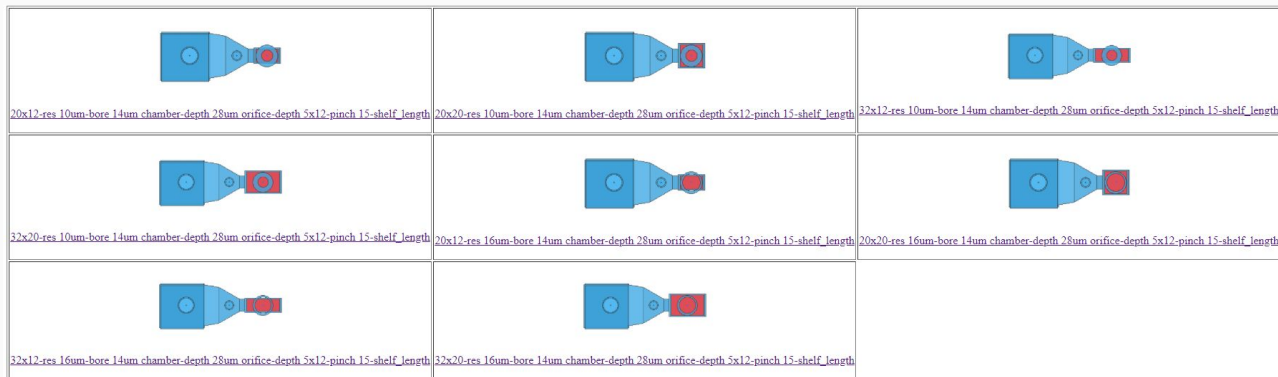 20x12-res 10um-bore 14um chamber-depth 28um orifice-depth 5x12-pinch 15-shelf_length
20x20-res 10um-bore 14um chamber-depth 28um orifice-depth 5x12-pinch 15-shelf_length
32x12-res 10um-bore 14um chamber-depth 28um orifice-depth 5x12-pinch 15-shelf_length
32x20-res 10um-bore 14um chamber-depth 28um orifice-depth 5x12-pinch 15-shelf_length
20x12-res 16um-bore 14um chamber-depth 28um orifice-depth 5x12-pinch 15-shelf_length
20x20-res 16um-bore 14um chamber-depth 28um orifice-depth 5x12-pinch 15-shelf_length
32x12-res 16um-bore 14um chamber-depth 28um orifice-depth 5x12-pinch 15-shelf_length
32x20-res 16um-bore 14um chamber-depth 28um orifice-depth 5x12-pinch 15-shelf_length